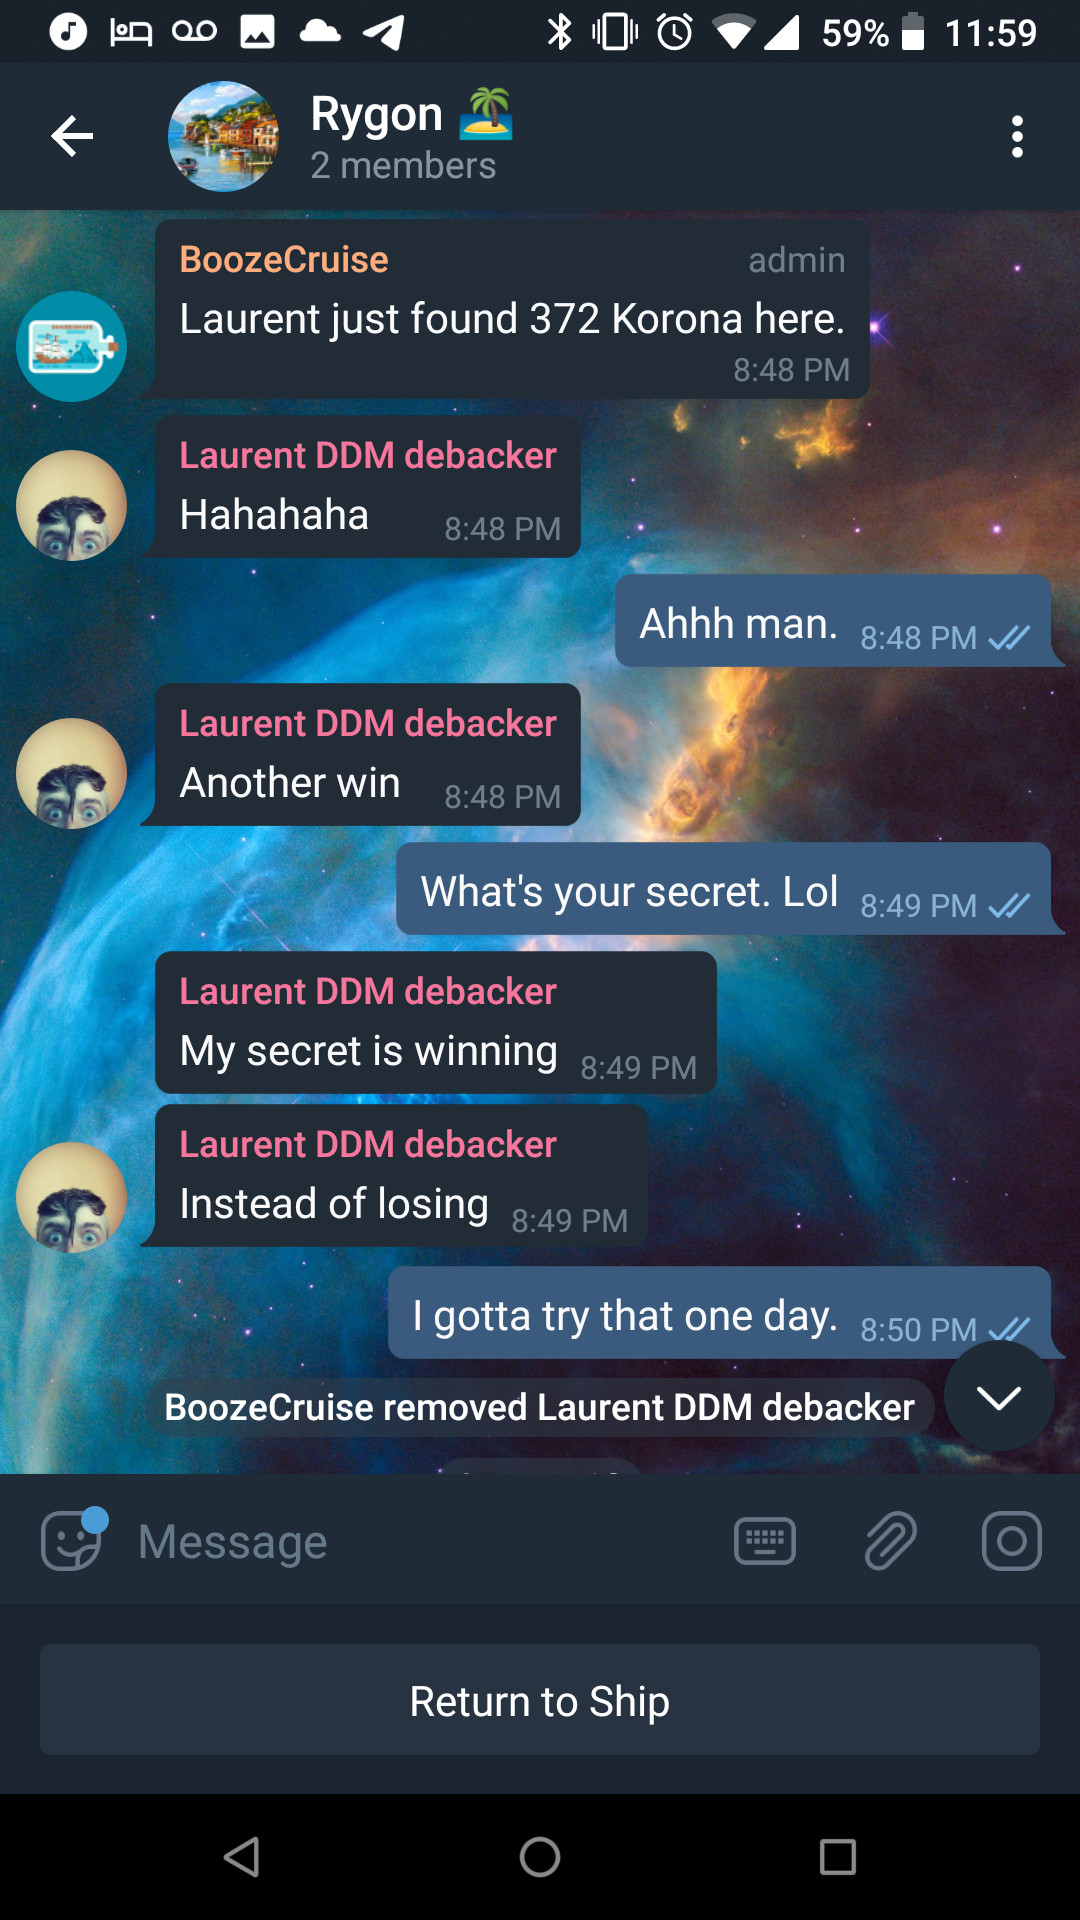 59% 11:59
Rygon
2 members
BoozeCruise admin
Laurent just found 372 Korona here.
8:48 PM
Laurent DDM debacker
Hahahaha 8:48 PM
Ahhh man. 8:48 PM
Laurent DDM debacker
Another win 8:48 PM
What's your secret. Lol 8:49 PM
Laurent DDM debacker
My secret is winning 8:49 PM
Laurent DDM debacker
Instead of losing 8:49 PM
I gotta try that one day. 8:50 PM
BoozeCruise removed Laurent DDM debacker
Message
Return to Ship